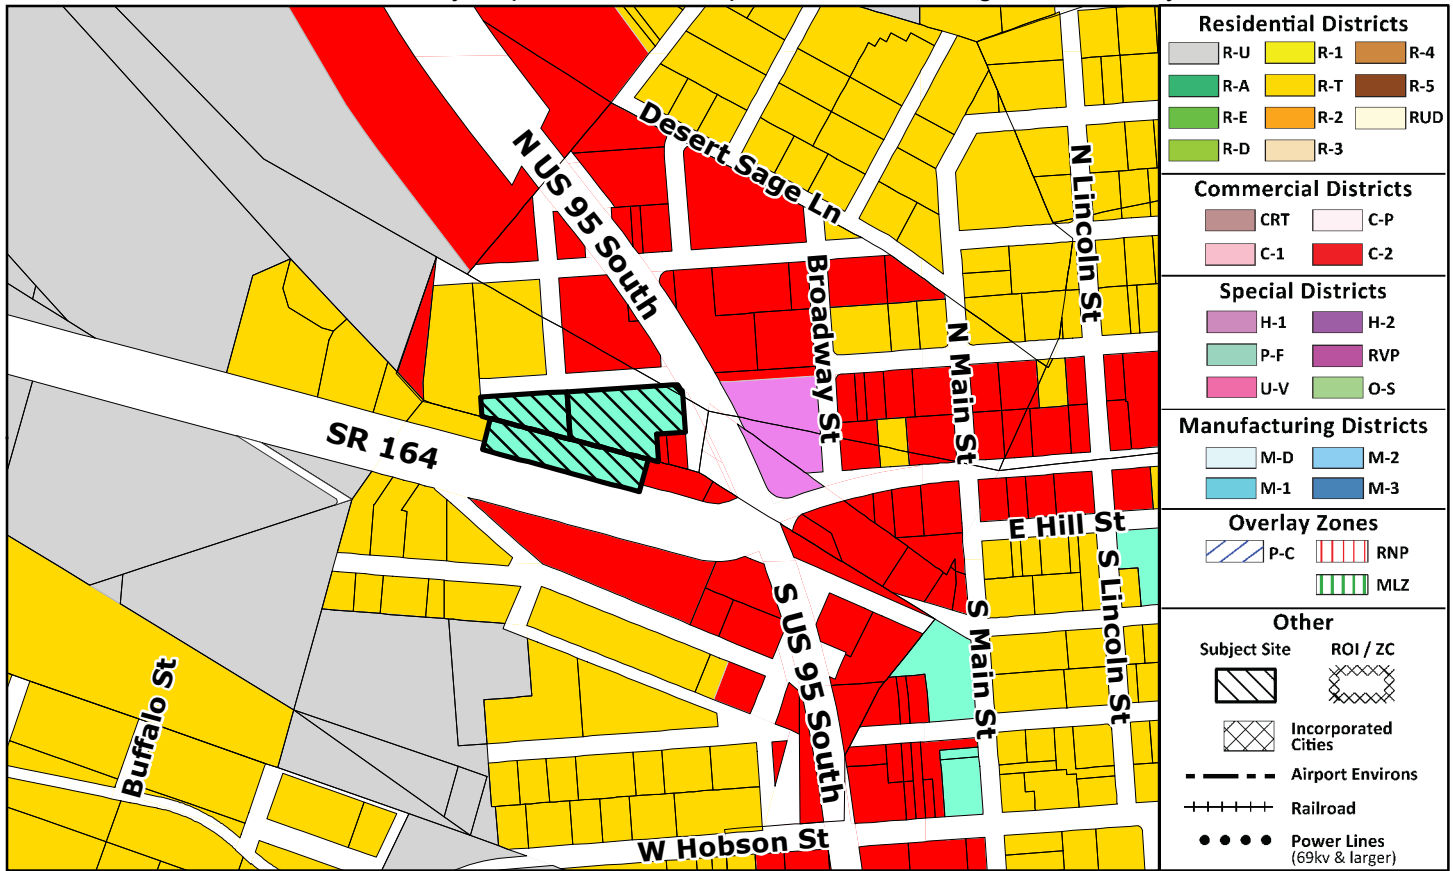 Desert Sage Ln
N US 95 South
N Lincoln St
Broadway St
N Main St
SR 164
E Hill St
S Lincoln St
S Main St
S US 95 South
Buffalo St
W Hobson St
Residential Districts
R-U R-1 R-4
R-A R-T R-5
R-E R-2 RUD
R-D R-3
Commercial Districts
CRT C-P
C-1 C-2
Special Districts
H-1 H-2
P-F RVP
U-V O-S
Manufacturing Districts
M-D M-2
M-1 M-3
Overlay Zones
P-C RNP
MLZ
Other
Subject Site ROI / ZC
Incorporated
Cities
Airport Environs
Railroad
Power Lines
(69kv & larger)